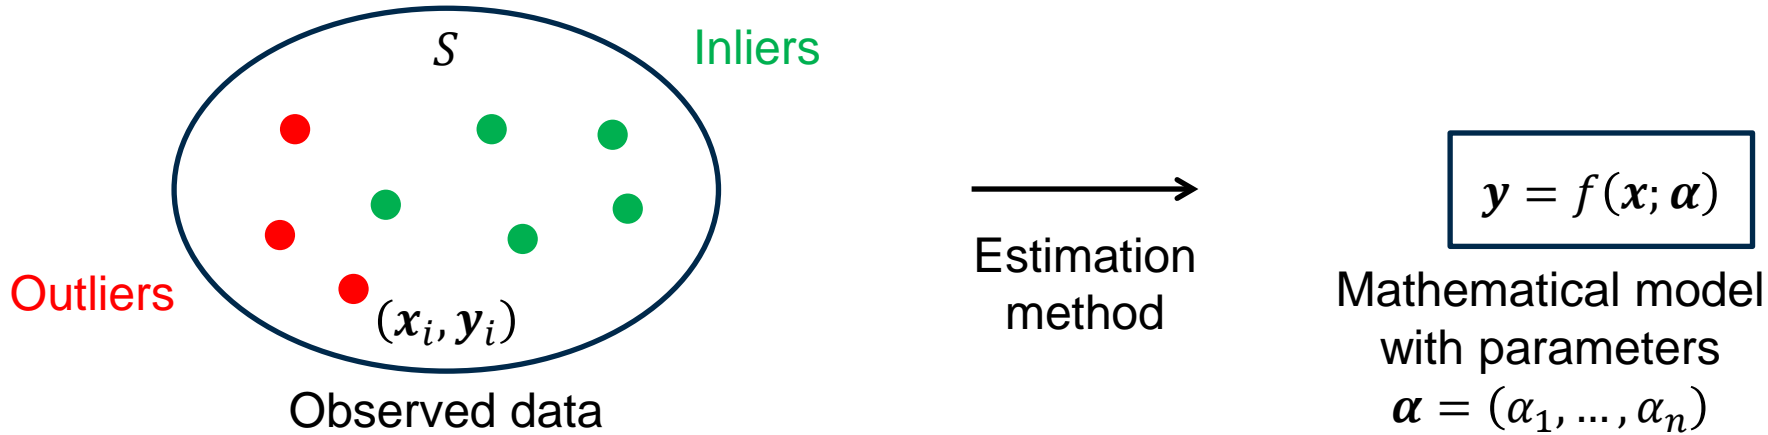 S
Inliers
Outliers
(𝒙ᵢ, 𝒚ᵢ)
Observed data
Estimation
method
𝒚 = f(𝒙; 𝜶)
Mathematical model
with parameters
𝜶 = (α₁, … , αₙ)